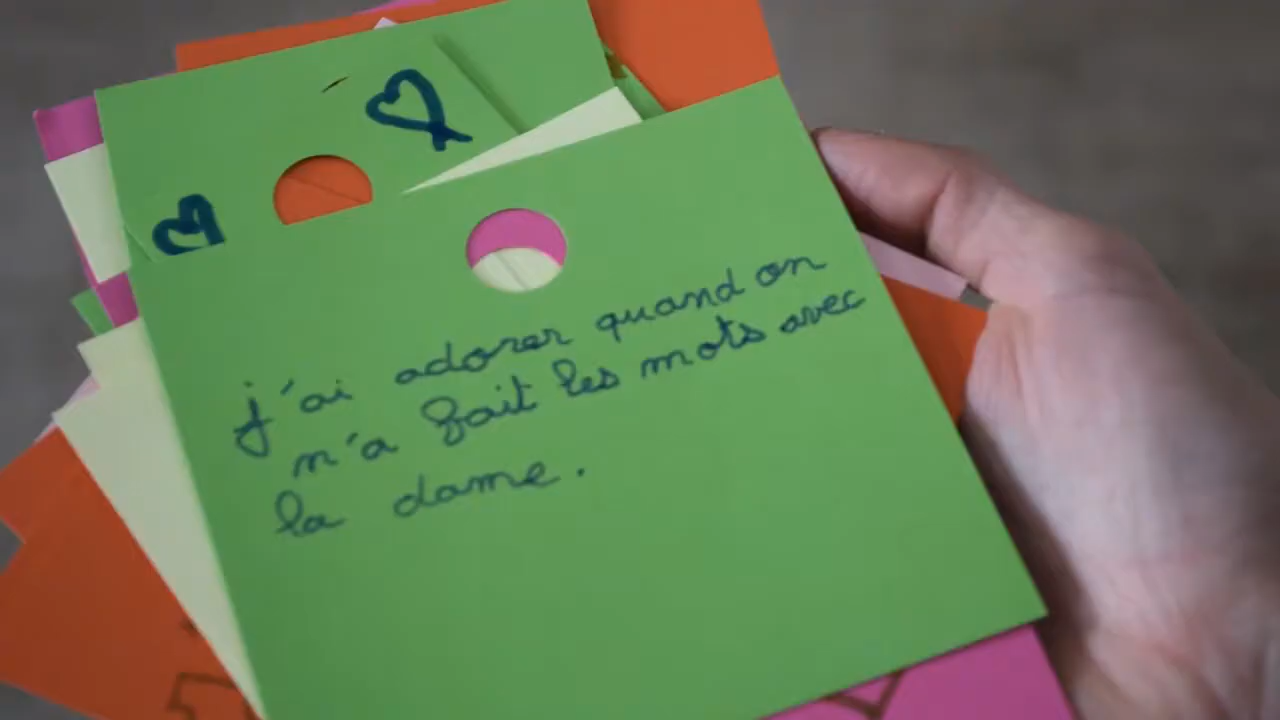 j'ai adorer quand on
n'a fait les mots avec
la dame.